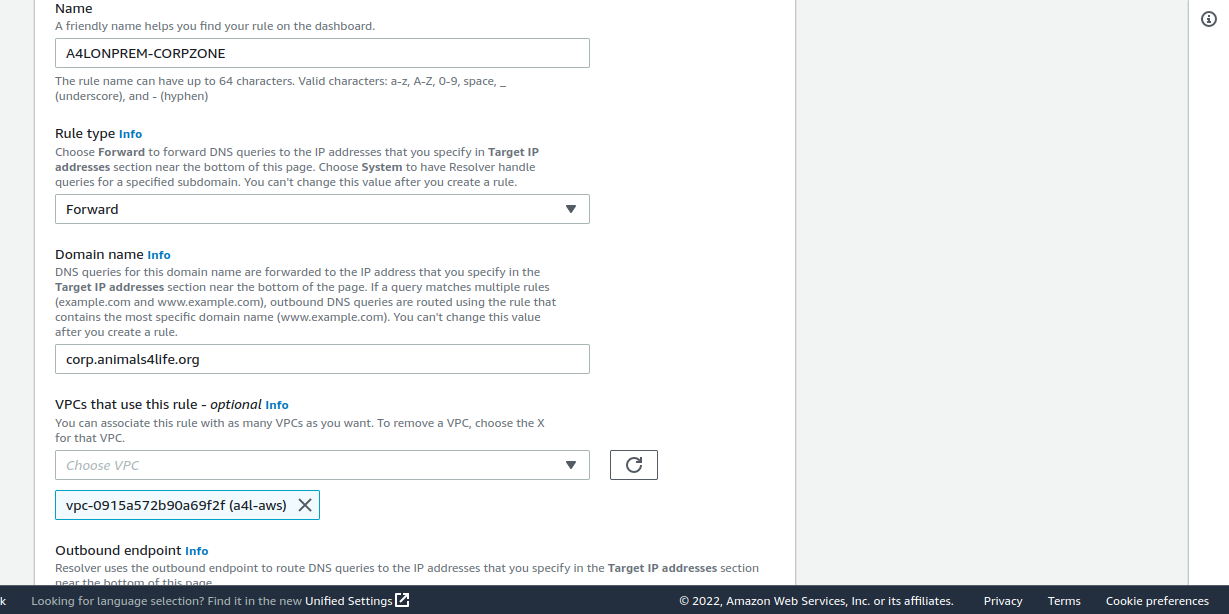 Name
A friendly name helps you find your rule on the dashboard.
A4LONPREM-CORPZONE
The rule name can have up to 64 characters. Valid characters: a-z, A-Z, 0-9, space, _
(underscore), and - (hyphen)
Rule type Info
Choose Forward to forward DNS queries to the IP addresses that you specify in Target IP
addresses section near the bottom of this page. Choose System to have Resolver handle
queries for a specified subdomain. You can't change this value after you create a rule.
Forward
Domain name Info
DNS queries for this domain name are forwarded to the IP address that you specify in the
Target IP addresses section near the bottom of the page. If a query matches multiple rules
(example.com and www.example.com), outbound DNS queries are routed using the rule that
contains the most specific domain name (www.example.com). You can't change this value
after you create a rule.
corp.animals4life.org
VPCs that use this rule - optional Info
You can associate this rule with as many VPCs as you want. To remove a VPC, choose the X
for that VPC.
Choose VPC
vpc-0915a572b90a69f2f (a4l-aws)
Outbound endpoint Info
Resolver uses the outbound endpoint to route DNS queries to the IP addresses that you specify in the Target IP addresses section
near the bottom of this page.
k Looking for language selection? Find it in the new Unified Settings © 2022, Amazon Web Services, Inc. or its affiliates. Privacy Terms Cookie preferences